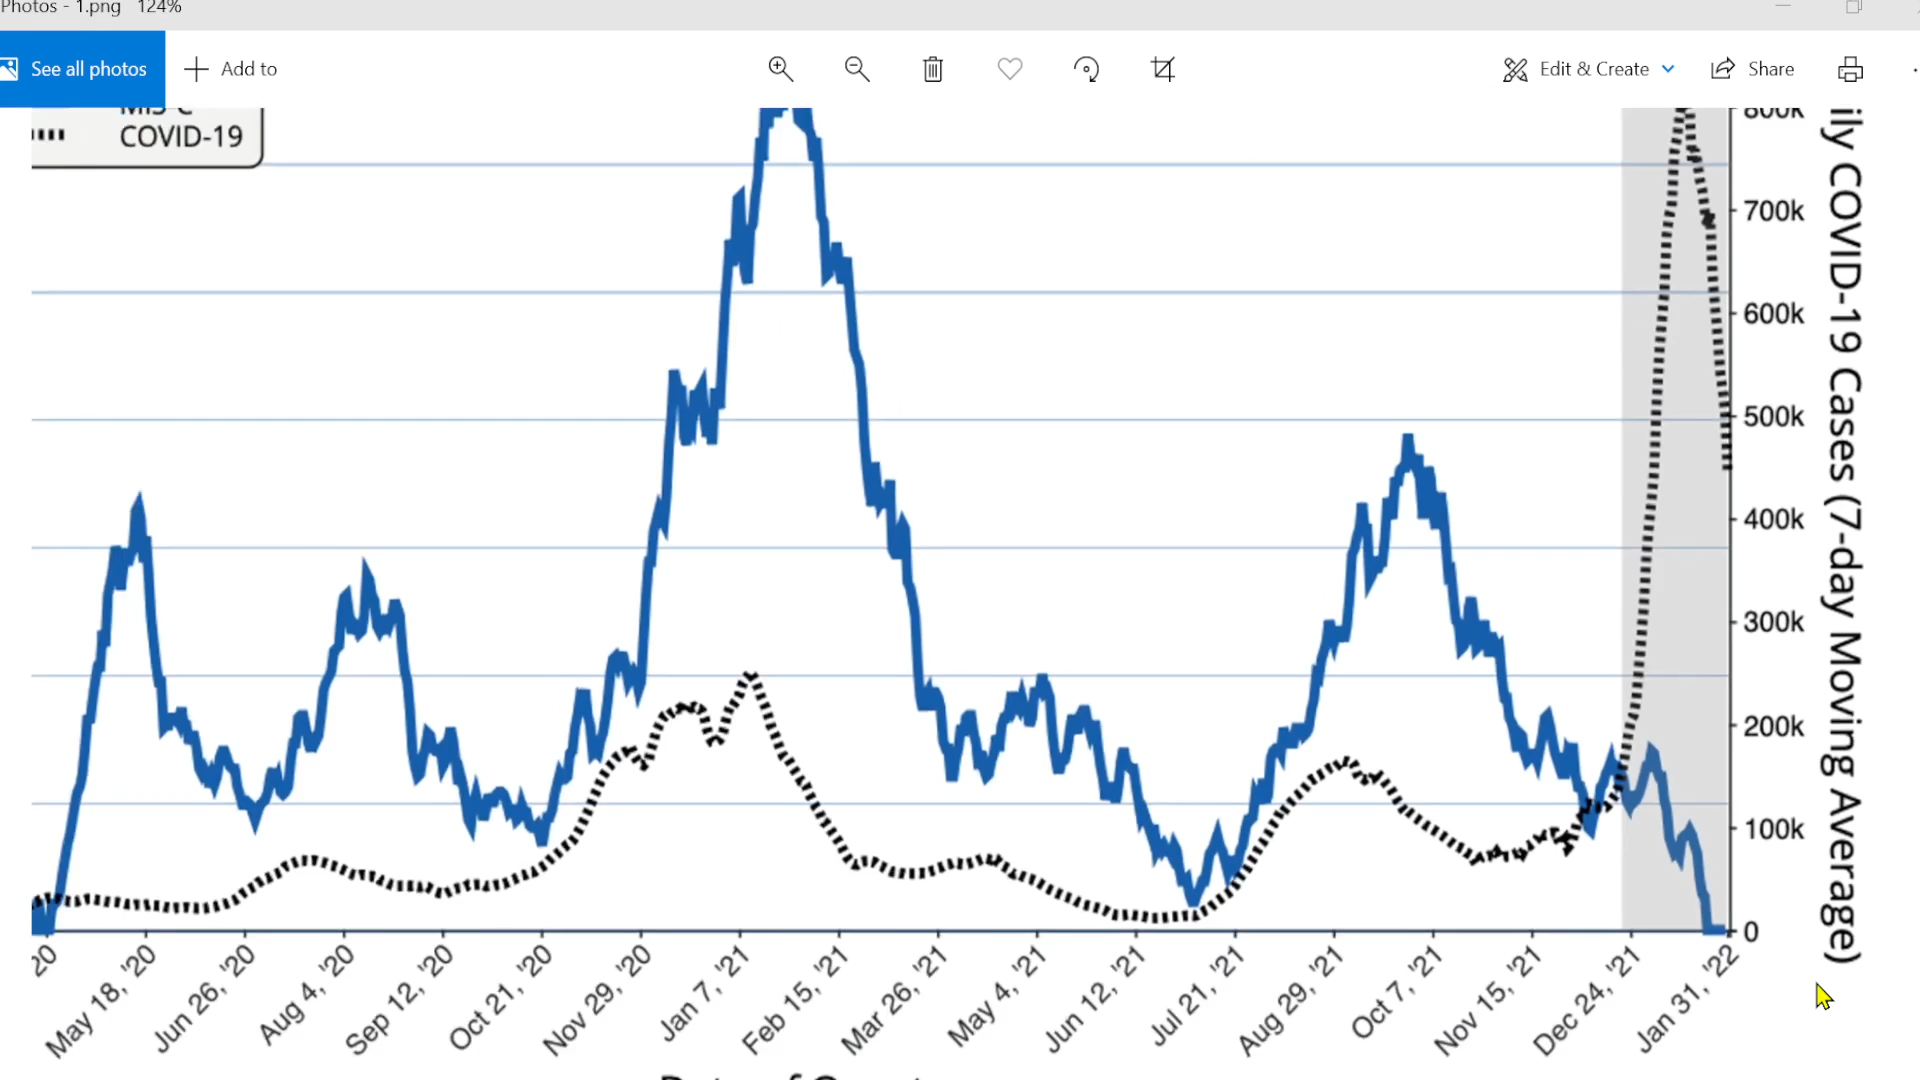 Photos - 1.png 124%
See all photos
Add to
Edit & Create
Share
MIS-C
COVID-19
800k
700k
600k
500k
400k
300k
200k
100k
0
ily COVID-19 Cases (7-day Moving Average)
20
May 18, '20
Jun 26, '20
Aug 4, '20
Sep 12, '20
Oct 21, '20
Nov 29, '20
Jan 7, '21
Feb 15, '21
Mar 26, '21
May 4, '21
Jun 12, '21
Jul 21, '21
Aug 29, '21
Oct 7, '21
Nov 15, '21
Dec 24, '21
Jan 31, '22